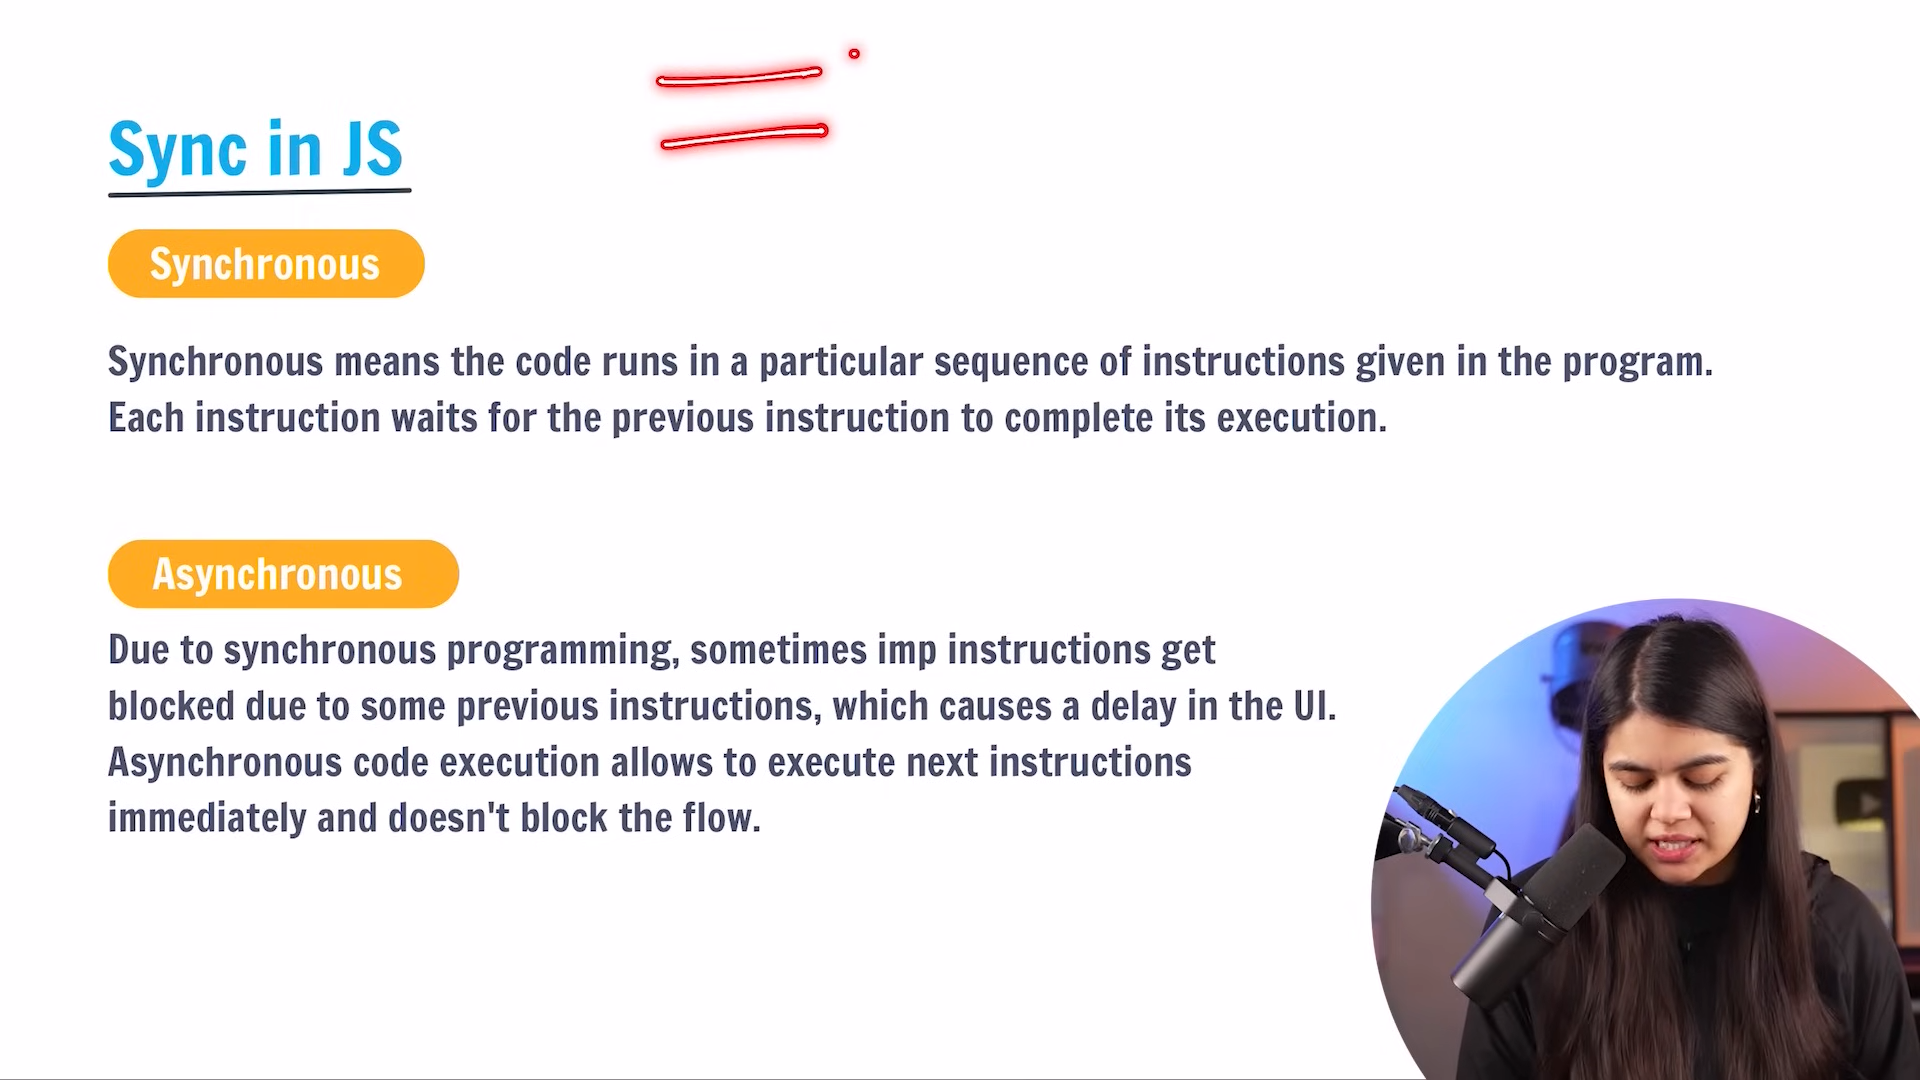 Sync in JS
Synchronous
Synchronous means the code runs in a particular sequence of instructions given in the program.
Each instruction waits for the previous instruction to complete its execution.
Asynchronous
Due to synchronous programming, sometimes imp instructions get
blocked due to some previous instructions, which causes a delay in the UI.
Asynchronous code execution allows to execute next instructions
immediately and doesn't block the flow.